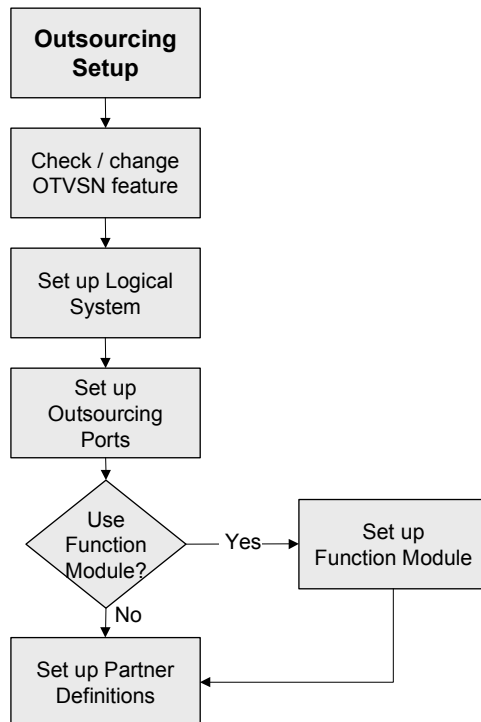 Outsourcing
Setup
Check / change
OTVSN feature
Set up Logical
System
Set up
Outsourcing
Ports
Use
Function
Module?
Yes
Set up
Function Module
No
Set up Partner
Definitions